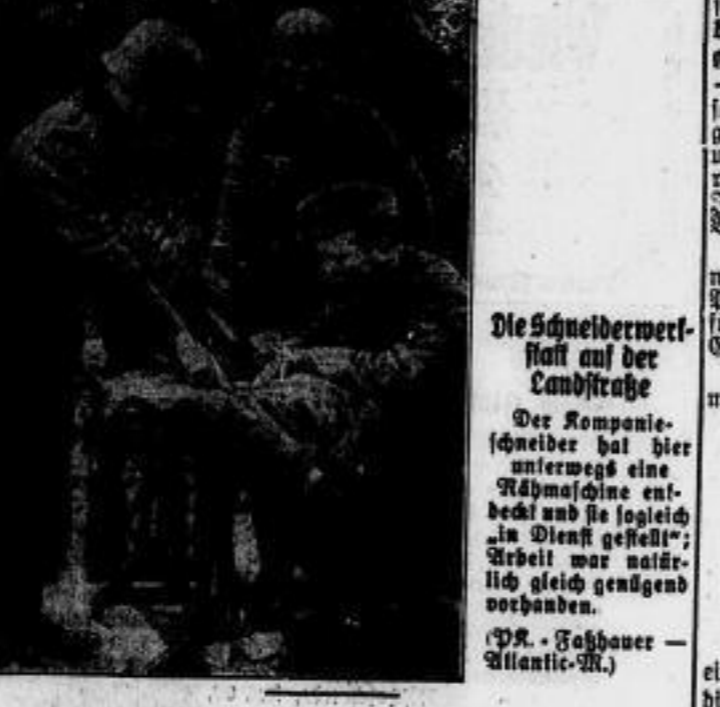 Die Schneiderwerk-
statt auf der
Landstraße
Der Kompanie-
schneider hat hier
unterwegs eine
Nähmaschine ent-
deckt und sie sogleich
„in Dienst gestellt“;
Arbeit war natür-
lich gleich genügend
vorhanden.
(PK. - Faßhauer —
Atlantic-M.)